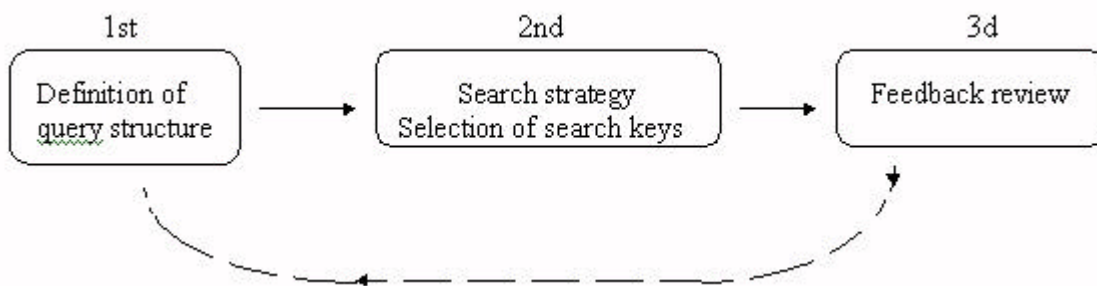 1st
2nd
3d
Definition of
query structure
Search strategy
Selection of search keys
Feedback review